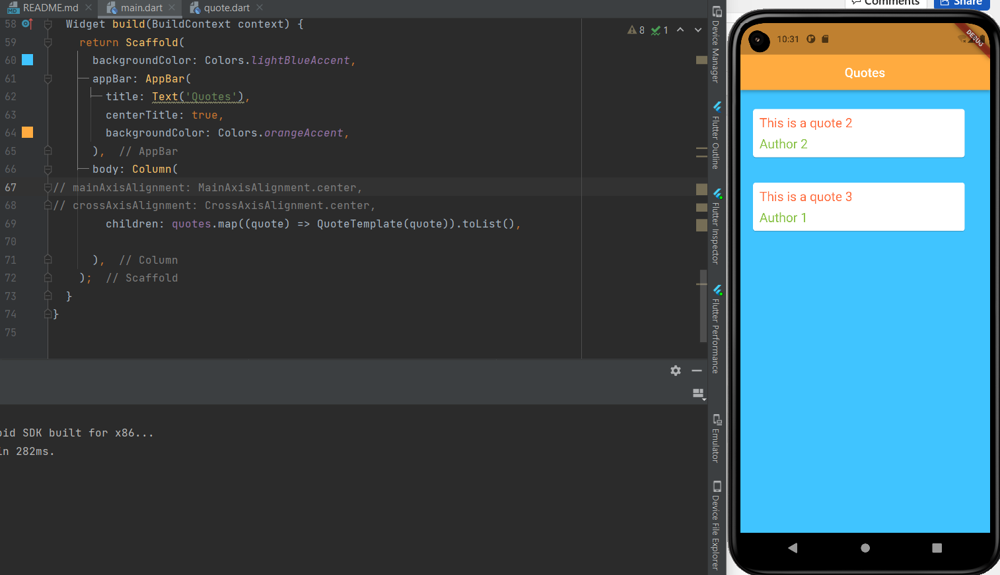 README.md
main.dart
quote.dart
58 Widget build(BuildContext context) {
59 return Scaffold(
60 backgroundColor: Colors.lightBlueAccent,
61 appBar: AppBar(
62 title: Text('Quotes'),
63 centerTitle: true,
64 backgroundColor: Colors.orangeAccent,
65 ), // AppBar
66 body: Column(
67 // mainAxisAlignment: MainAxisAlignment.center,
68 // crossAxisAlignment: CrossAxisAlignment.center,
69 children: quotes.map((quote) => QuoteTemplate(quote)).toList(),
70
71 ), // Column
72 ); // Scaffold
73 }
74 }
75
8 1
oid SDK built for x86...
in 282ms.
Device Manager
Flutter Outline
Flutter Inspector
Flutter Performance
Emulator
Device File Explorer
Comments
Share
10:31
DEBUG
Quotes
This is a quote 2
Author 2
This is a quote 3
Author 1
MD